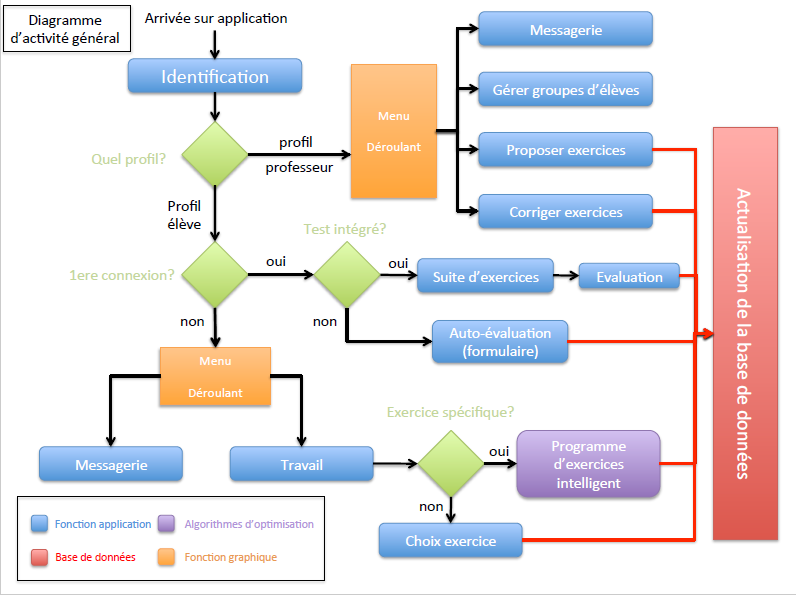 Diagramme
d'activité général
Arrivée sur application
Identification
Quel profil?
profil
professeur
Menu
Déroulant
Messagerie
Gérer groupes d'élèves
Proposer exercices
Corriger exercices
Actualisation de la base de données
Profil
élève
1ere connexion?
oui
Test intégré?
oui
Suite d'exercices
Evaluation
non
non
Auto-évaluation
(formulaire)
Menu
Déroulant
Messagerie
Travail
Exercice spécifique?
oui
Programme
d'exercices
intelligent
non
Choix exercice
Fonction application
Algorithmes d'optimisation
Base de données
Fonction graphique